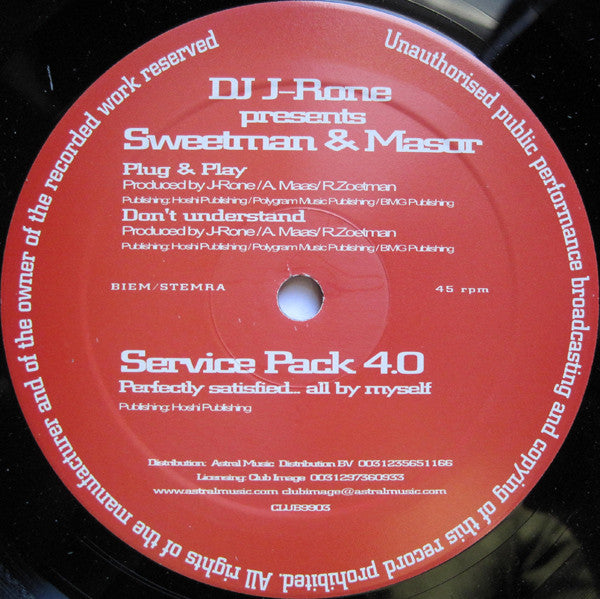 All rights of the manufacturer and of the owner of the recorded work reserved
Unauthorised public performance broadcasting and copying of this record prohibited.
DJ J-Rone
presents
Sweetman & Masor
Plug & Play
Produced by J-Rone / A. Maas/ R.Zoetman
Publishing: Hoshi Publishing / Polygram Music Publishing / BMG Publishing
Don't understand
Produced by J-Rone / A. Maas/ R.Zoetman
Publishing: Hoshi Publishing / Polygram Music Publishing / BMG Publishing
BIEM/STEMRA
45 rpm
Service Pack 4.0
Perfectly satisfied... all by myself
Publishing: Hoshi Publishing
Distribution: Astral Music Distribution BV 0031235651166
Licensing: Club Image 0031297360933
www.astralmusic.com clubimage@astralmusic.com
CLUB9903